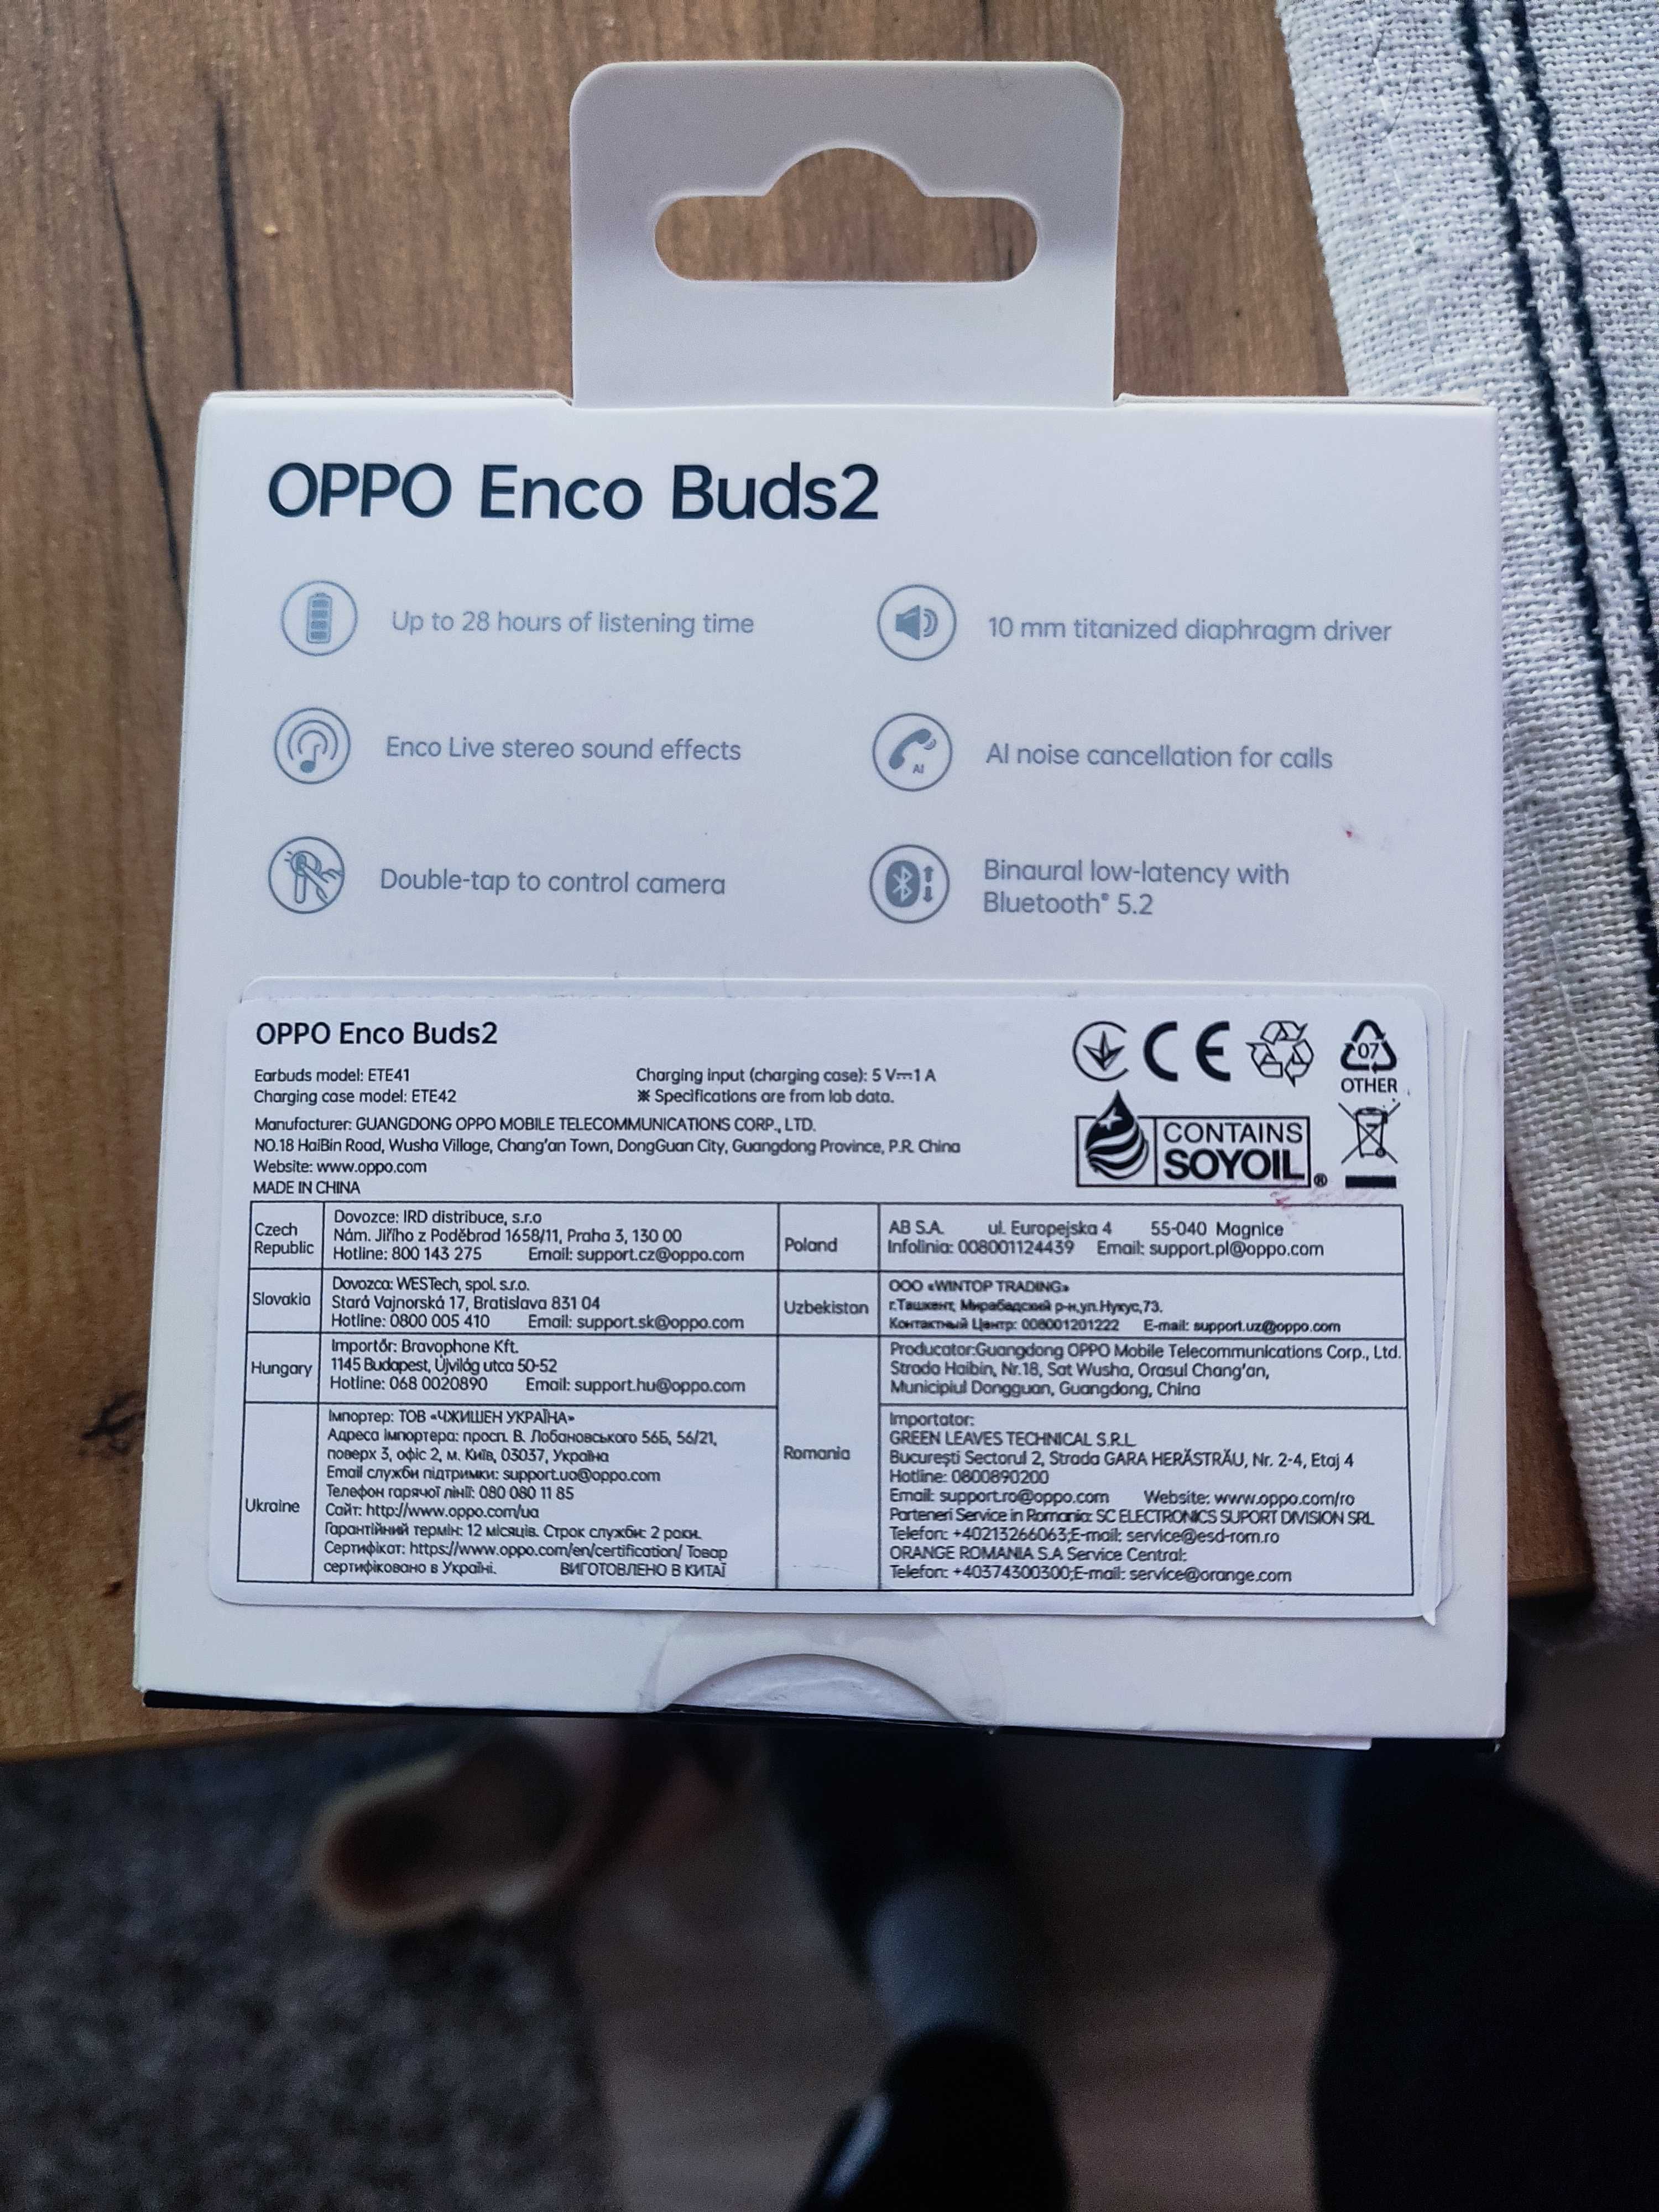 OPPO Enco Buds2
Up to 28 hours of listening time
10 mm titanized diaphragm driver
Enco Live stereo sound effects
AI
AI noise cancellation for calls
Double-tap to control camera
Binaural low-latency with
Bluetooth® 5.2
OPPO Enco Buds2
Earbuds model: ETE41
Charging case model: ETE42
Charging input (charging case): 5 V⎓1 A
※ Specifications are from lab data.
Manufacturer: GUANGDONG OPPO MOBILE TELECOMMUNICATIONS CORP., LTD.
NO.18 HaiBin Road, Wusha Village, Chang'an Town, DongGuan City, Guangdong Province, P.R. China
Website: www.oppo.com
MADE IN CHINA
CE
07
OTHER
CONTAINS
SOYOIL®
Czech
Republic
Dovozce: IRD distribuce, s.r.o
Nám. Jiřího z Poděbrad 1658/11, Praha 3, 130 00
Hotline: 800 143 275 Email: support.cz@oppo.com
Slovakia
Dovozca: WESTech, spol. s.r.o.
Stará Vajnorská 17, Bratislava 831 04
Hotline: 0800 005 410 Email: support.sk@oppo.com
Hungary
Importőr: Bravophone Kft.
1145 Budapest, Újvilág utca 50-52
Hotline: 068 0020890 Email: support.hu@oppo.com
Ukraine
Імпортер: ТОВ «ЧЖИШЕН УКРАЇНА»
Адреса імпортера: просп. В. Лобановського 56Б, 56/21,
поверх 3, офіс 2, м. Київ, 03037, Україна
Email служби підтримки: support.ua@oppo.com
Телефон гарячої лінії: 080 080 11 85
Сайт: http://www.oppo.com/ua
Гарантійний термін: 12 місяців. Строк служби: 2 роки.
Сертифікат: https://www.oppo.com/en/certification/ Товар
сертифіковано в Україні. ВИГОТОВЛЕНО В КИТАЇ
Poland
AB S.A. ul. Europejska 4 55-040 Magnice
Infolinia: 008001124439 Email: support.pl@oppo.com
Uzbekistan
ООО «WINTOP TRADING»
г.Ташкент, Мирабадский р-н,ул.Нукус,73.
Контактный Центр: 008001201222 E-mail: support.uz@oppo.com
Romania
Producator:Guangdong OPPO Mobile Telecommunications Corp., Ltd.
Strada Haibin, Nr.18, Sat Wusha, Orasul Chang'an,
Municipiul Dongguan, Guangdong, China
Importator:
GREEN LEAVES TECHNICAL S.R.L
București Sectorul 2, Strada GARA HERĂSTRĂU, Nr. 2-4, Etaj 4
Hotline: 0800890200
Email: support.ro@oppo.com Website: www.oppo.com/ro
Parteneri Service in Romania: SC ELECTRONICS SUPORT DIVISION SRL
Telefon: +40213266063;E-mail: service@esd-rom.ro
ORANGE ROMANIA S.A Service Central:
Telefon: +40374300300;E-mail: service@orange.com